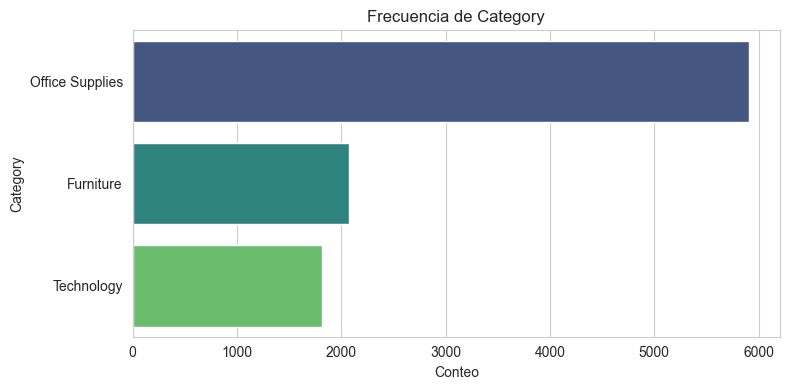 Frecuencia de Category
Office Supplies
Furniture
Technology
Category
0 1000 2000 3000 4000 5000 6000
Conteo